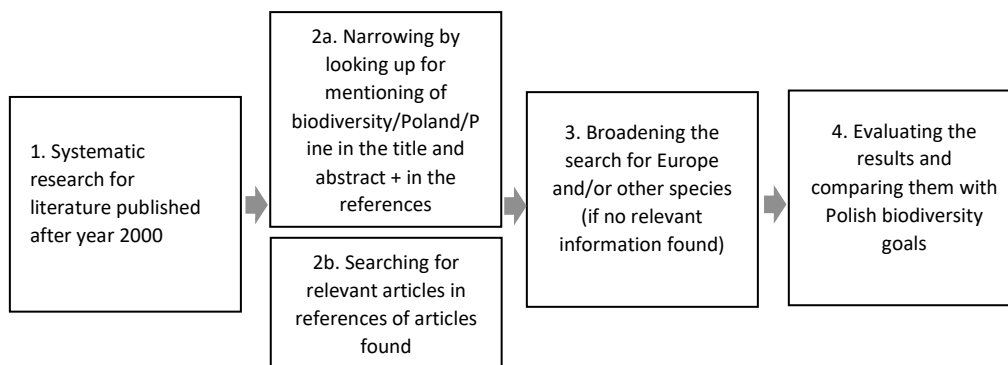 1. Systematic
research for
literature published
after year 2000
2a. Narrowing by
looking up for
mentioning of
biodiversity/Poland/P
ine in the title and
abstract + in the
references
2b. Searching for
relevant articles in
references of articles
found
3. Broadening the
search for Europe
and/or other species
(if no relevant
information found)
4. Evaluating the
results and
comparing them with
Polish biodiversity
goals